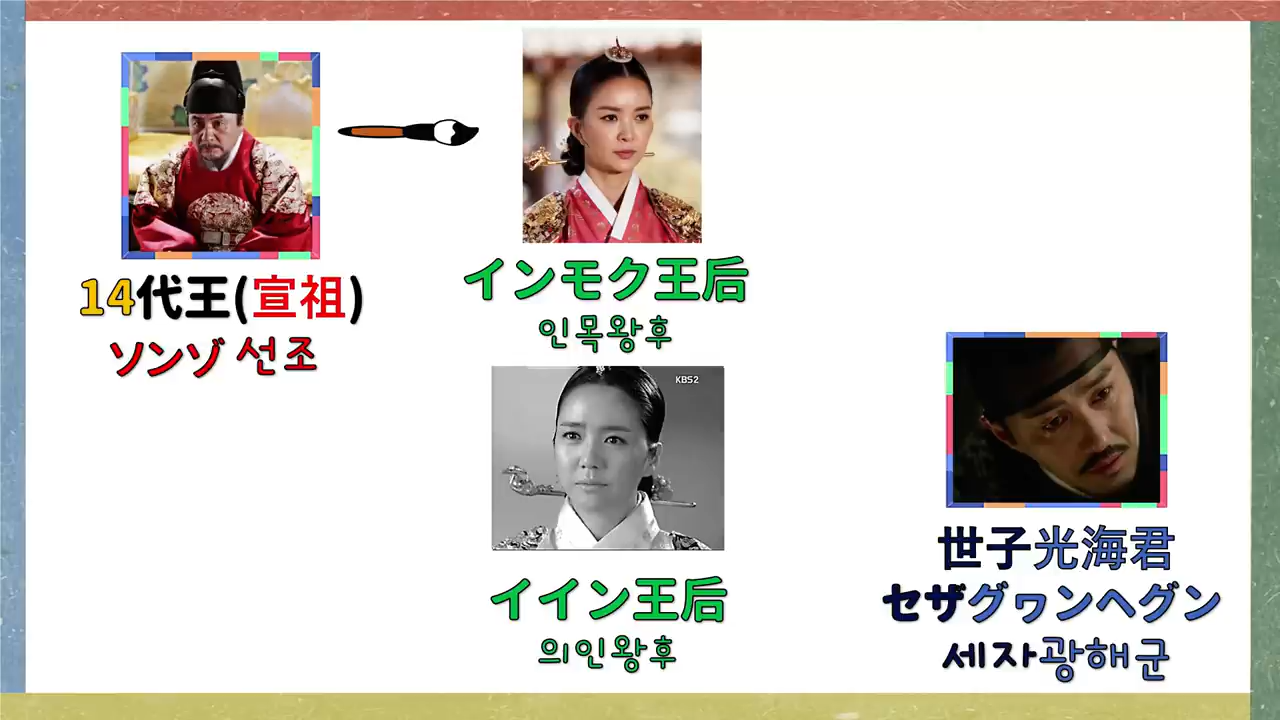 14代王(宣祖)
ソンゾ 선조
インモク王后
인목왕후
KBS2
イイン王后
의인왕후
世子光海君
セザグヮンヘグン
세자광해군